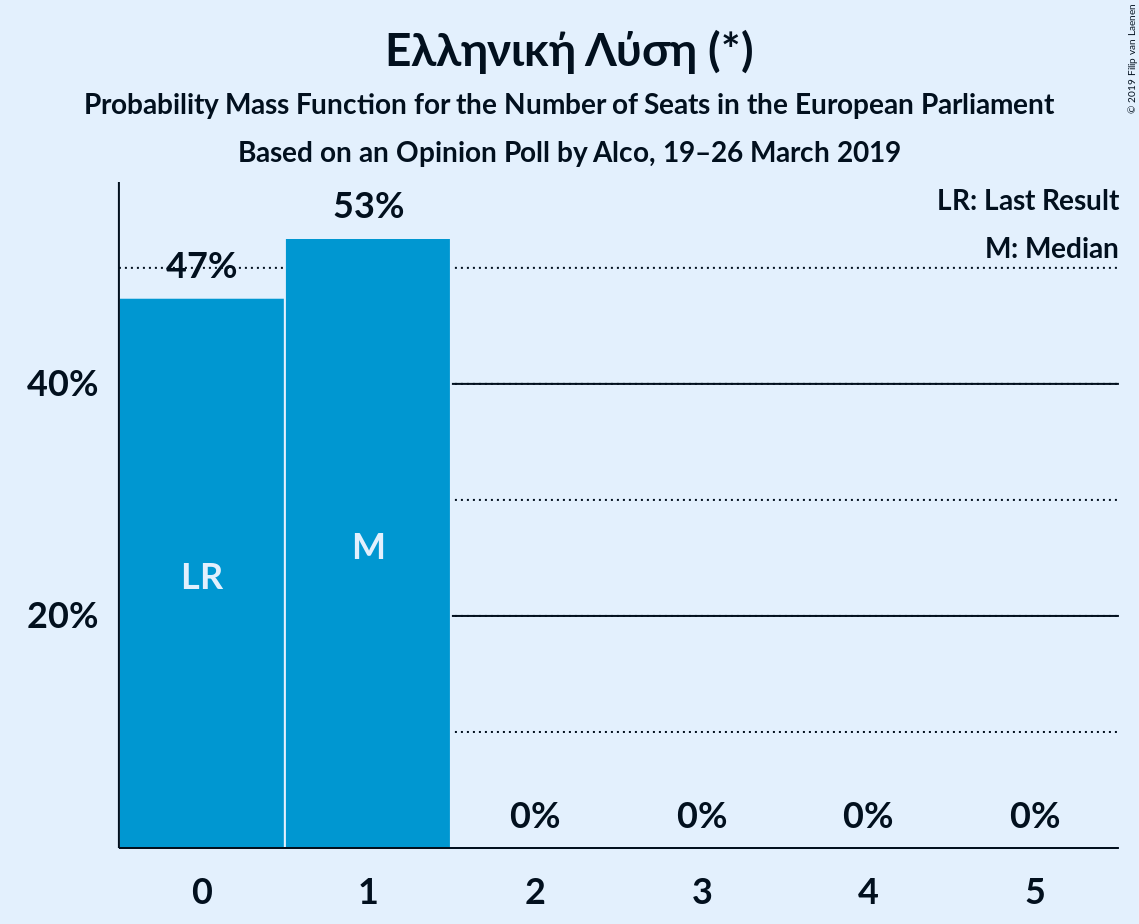 Ελληνική Λύση (*)
Probability Mass Function for the Number of Seats in the European Parliament
Based on an Opinion Poll by Alco, 19–26 March 2019
© 2019 Filip van Laenen
LR: Last Result
M: Median
53%
47%
40%
20%
LR
M
0%
0%
0%
0%
0
1
2
3
4
5